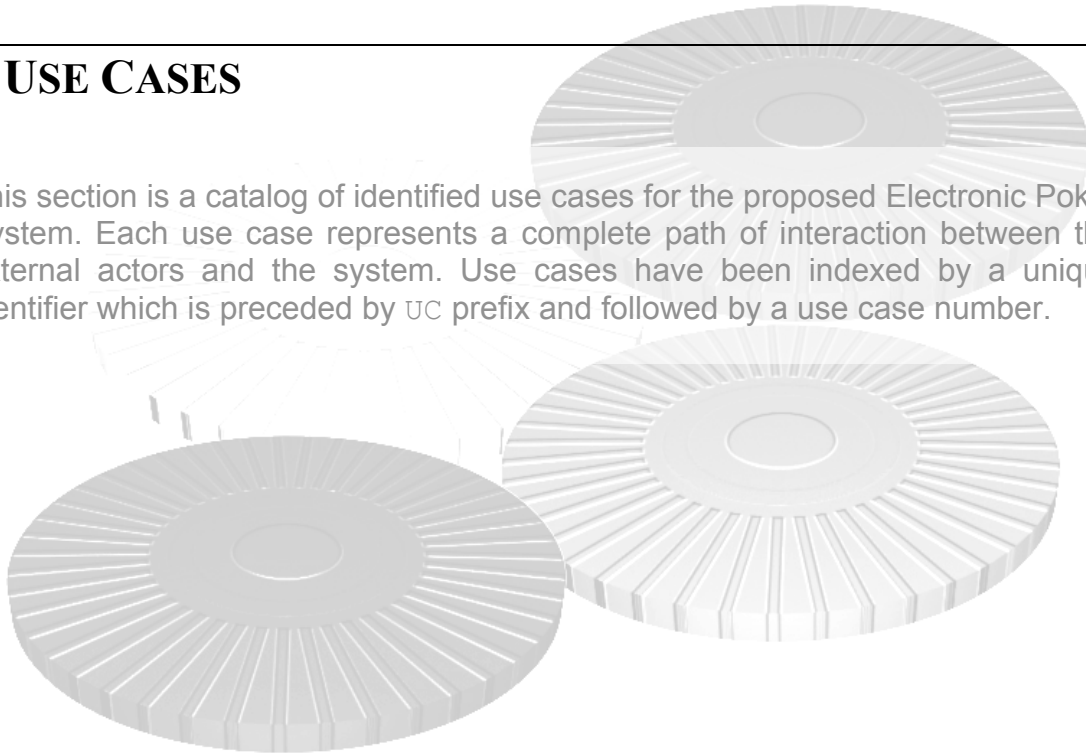 USE CASES
his section is a catalog of identified use cases for the proposed Electronic Pok
ystem. Each use case represents a complete path of interaction between th
ternal actors and the system. Use cases have been indexed by a uniqu
entifier which is preceded by UC prefix and followed by a use case number.